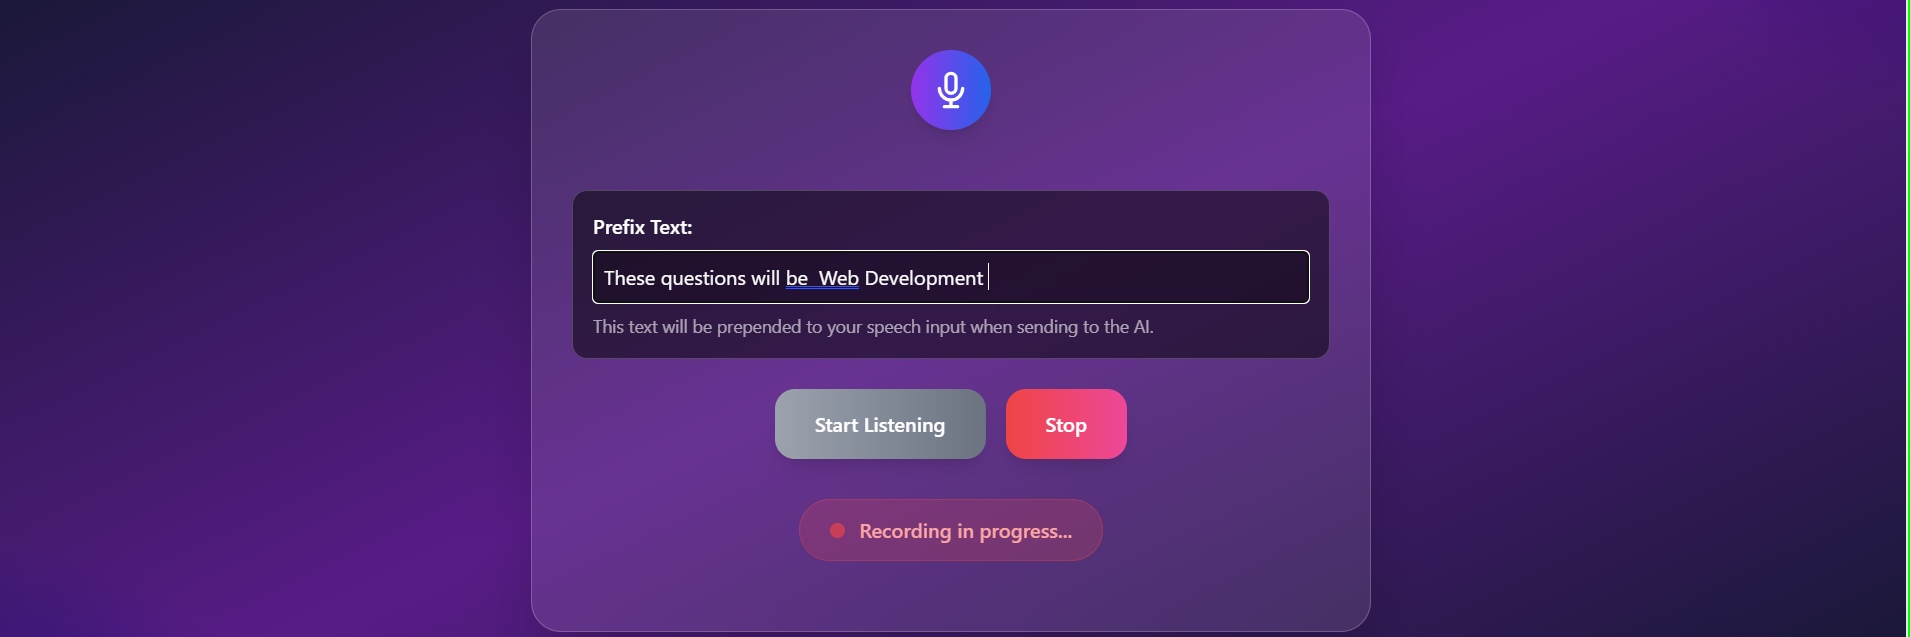 Prefix Text:
These questions will be  Web Development
This text will be prepended to your speech input when sending to the AI.
Start Listening
Stop
Recording in progress...